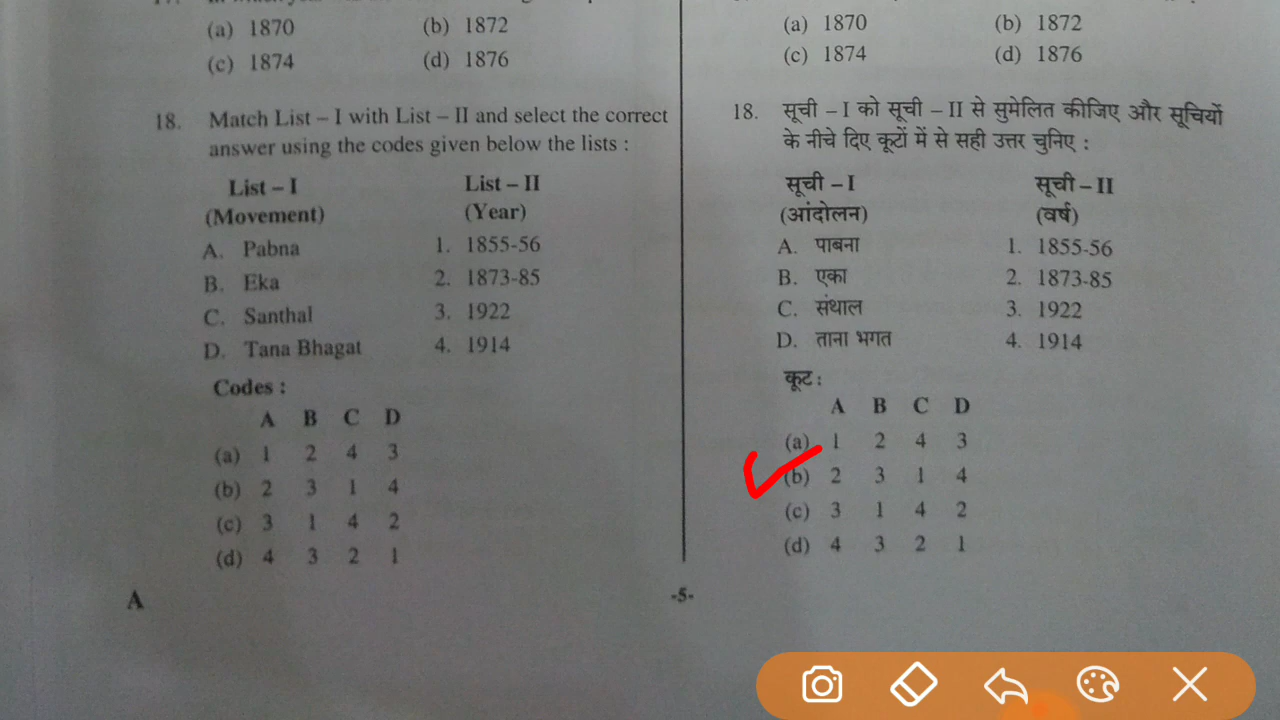 (a) 1870 (b) 1872
(c) 1874 (d) 1876
18. Match List – I with List – II and select the correct
answer using the codes given below the lists :
List – I List – II
(Movement) (Year)
A. Pabna 1. 1855-56
B. Eka 2. 1873-85
C. Santhal 3. 1922
D. Tana Bhagat 4. 1914
Codes :
A B C D
(a) 1 2 4 3
(b) 2 3 1 4
(c) 3 1 4 2
(d) 4 3 2 1
A
-5-
(a) 1870 (b) 1872
(c) 1874 (d) 1876
18. सूची – I को सूची – II से सुमेलित कीजिए और सूचियों
के नीचे दिए कूटों में से सही उत्तर चुनिए :
सूची – I सूची – II
(आंदोलन) (वर्ष)
A. पाबना 1. 1855-56
B. एका 2. 1873-85
C. संथाल 3. 1922
D. ताना भगत 4. 1914
कूट :
A B C D
(a) 1 2 4 3
(b) 2 3 1 4
(c) 3 1 4 2
(d) 4 3 2 1